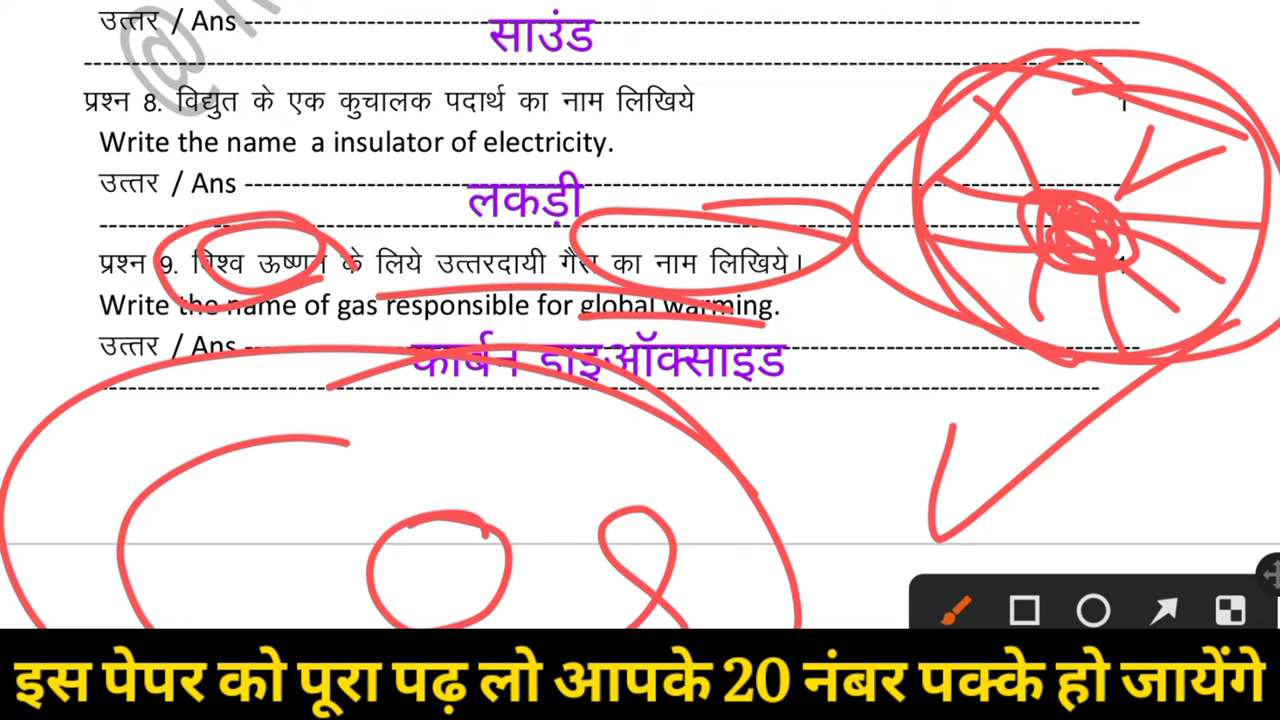 उत्तर / Ans
साउंड
प्रश्न 8. विद्युत के एक कुचालक पदार्थ का नाम लिखिये 1
Write the name a insulator of electricity.
उत्तर / Ans
लकड़ी
प्रश्न 9. विश्व ऊष्णन के लिये उत्तरदायी गैस का नाम लिखिये।
Write the name of gas responsible for global warming.
उत्तर / Ans
कार्बन डाइऑक्साइड
इस पेपर को पूरा पढ़ लो आपके 20 नंबर पक्के हो जायेंगे